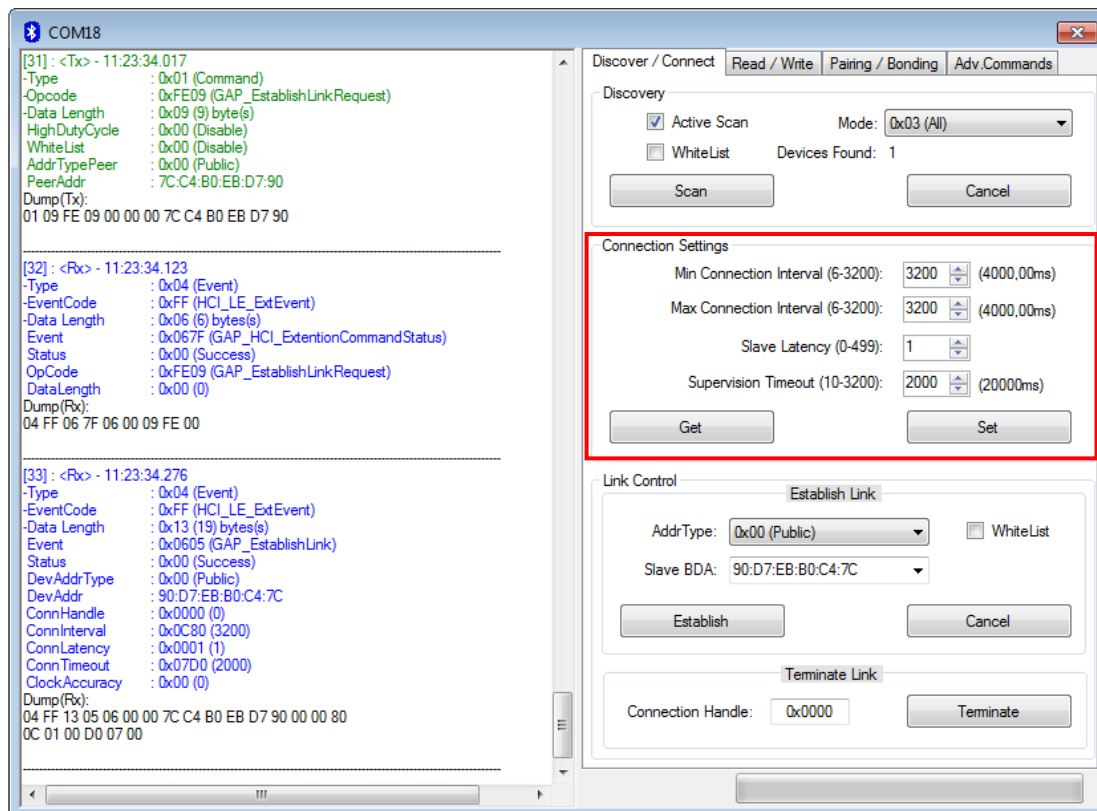 COM18
[31] : <Tx> - 11:23:34.017
-Type : 0x01 (Command)
-Opcode : 0xFE09 (GAP_EstablishLinkRequest)
-Data Length : 0x09 (9) byte(s)
HighDutyCycle : 0x00 (Disable)
WhiteList : 0x00 (Disable)
AddrTypePeer : 0x00 (Public)
PeerAddr : 7C:C4:B0:EB:D7:90
Dump(Tx):
01 09 FE 09 00 00 00 7C C4 B0 EB D7 90
[32] : <Rx> - 11:23:34.123
-Type : 0x04 (Event)
-EventCode : 0xFF (HCI_LE_ExtEvent)
-Data Length : 0x06 (6) bytes(s)
Event : 0x067F (GAP_HCI_ExtentionCommandStatus)
Status : 0x00 (Success)
OpCode : 0xFE09 (GAP_EstablishLinkRequest)
DataLength : 0x00 (0)
Dump(Rx):
04 FF 06 7F 06 00 09 FE 00
[33] : <Rx> - 11:23:34.276
-Type : 0x04 (Event)
-EventCode : 0xFF (HCI_LE_ExtEvent)
-Data Length : 0x13 (19) bytes(s)
Event : 0x0605 (GAP_EstablishLink)
Status : 0x00 (Success)
DevAddrType : 0x00 (Public)
DevAddr : 90:D7:EB:B0:C4:7C
ConnHandle : 0x0000 (0)
ConnInterval : 0x0C80 (3200)
ConnLatency : 0x0001 (1)
ConnTimeout : 0x07D0 (2000)
ClockAccuracy : 0x00 (0)
Dump(Rx):
04 FF 13 05 06 00 00 7C C4 B0 EB D7 90 00 00 80
0C 01 00 D0 07 00
Discover / Connect Read / Write Pairing / Bonding Adv.Commands
Discovery
Active Scan Mode: 0x03 (All)
WhiteList Devices Found: 1
Scan Cancel
Connection Settings
Min Connection Interval (6-3200): 3200 (4000,00ms)
Max Connection Interval (6-3200): 3200 (4000,00ms)
Slave Latency (0-499): 1
Supervision Timeout (10-3200): 2000 (20000ms)
Get Set
Link Control
Establish Link
AddrType: 0x00 (Public) WhiteList
Slave BDA: 90:D7:EB:B0:C4:7C
Establish Cancel
Terminate Link
Connection Handle: 0x0000 Terminate